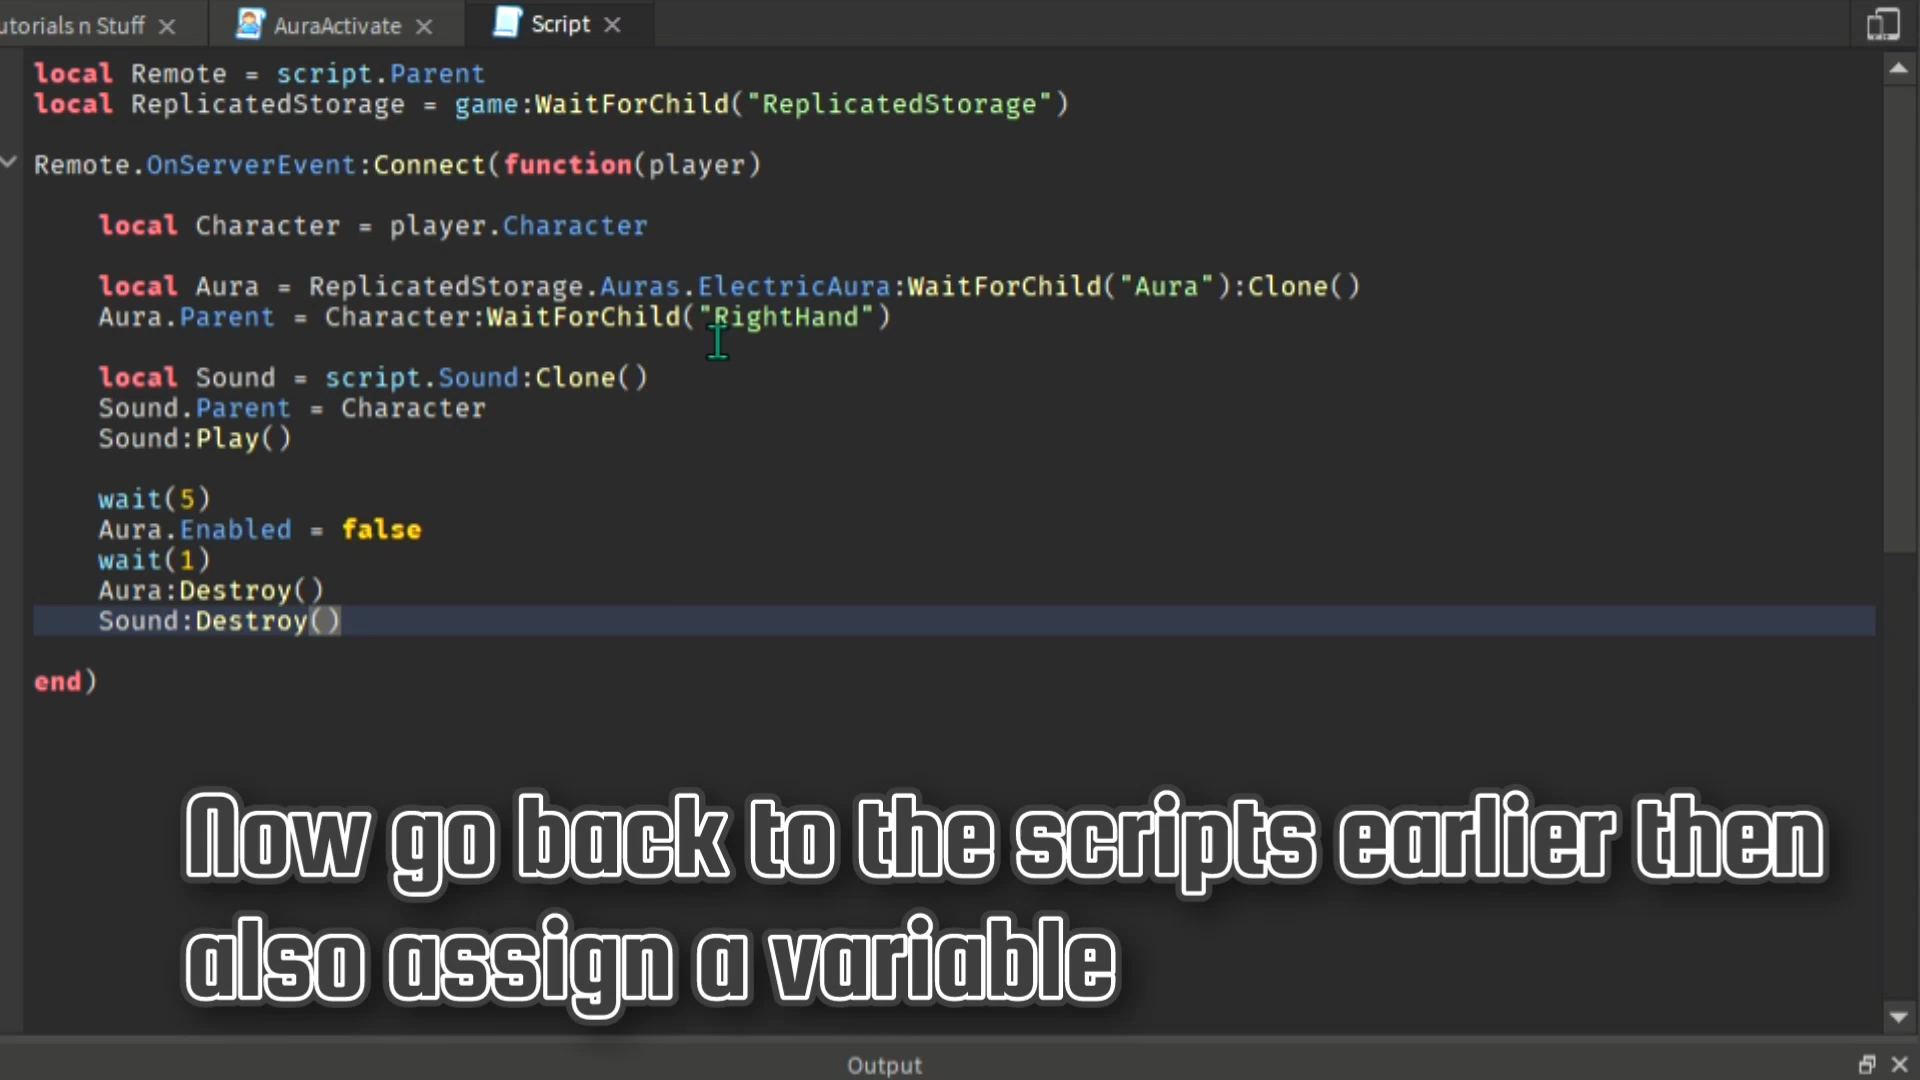 utorials n Stuff
AuraActivate
Script
local Remote = script.Parent
local ReplicatedStorage = game:WaitForChild("ReplicatedStorage")
Remote.OnServerEvent:Connect(function(player)
local Character = player.Character
local Aura = ReplicatedStorage.Auras.ElectricAura:WaitForChild("Aura"):Clone()
Aura.Parent = Character:WaitForChild("RightHand")
local Sound = script.Sound:Clone()
Sound.Parent = Character
Sound:Play()
wait(5)
Aura.Enabled = false
wait(1)
Aura:Destroy()
Sound:Destroy()
end)
Now go back to the scripts earlier then
also assign a variable
Output